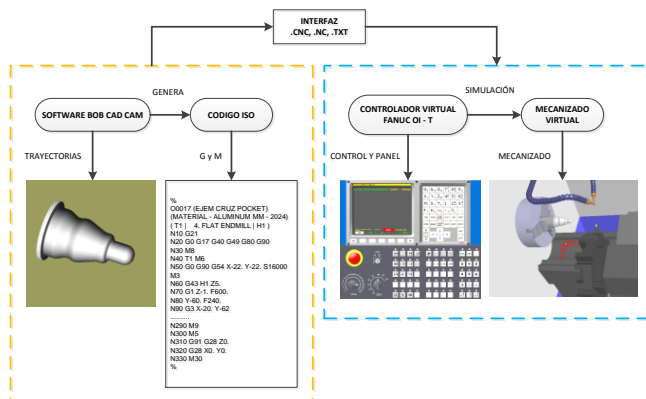 INTERFAZ
.CNC, .NC, .TXT
GENERA
SOFTWARE BOB CAD CAM
CODIGO ISO
TRAYECTORIAS
G y M
%
O0017 (EJEM CRUZ POCKET)
(MATERIAL - ALUMINUM MM - 2024)
( T1 | 4. FLAT ENDMILL | H1 )
N10 G21
N20 G0 G17 G40 G49 G80 G90
N30 M8
N40 T1 M6
N50 G0 G90 G54 X-22. Y-22. S16000
M3
N60 G43 H1 Z5.
N70 G1 Z-1. F600.
N80 Y-60. F240.
N90 G3 X-20. Y-62
..........
N290 M9
N300 M5
N310 G91 G28 Z0.
N320 G28 X0. Y0.
N330 M30
%
SIMULACIÓN
CONTROLADOR VIRTUAL
FANUC OI - T
MECANIZADO
VIRTUAL
CONTROL Y PANEL
MECANIZADO